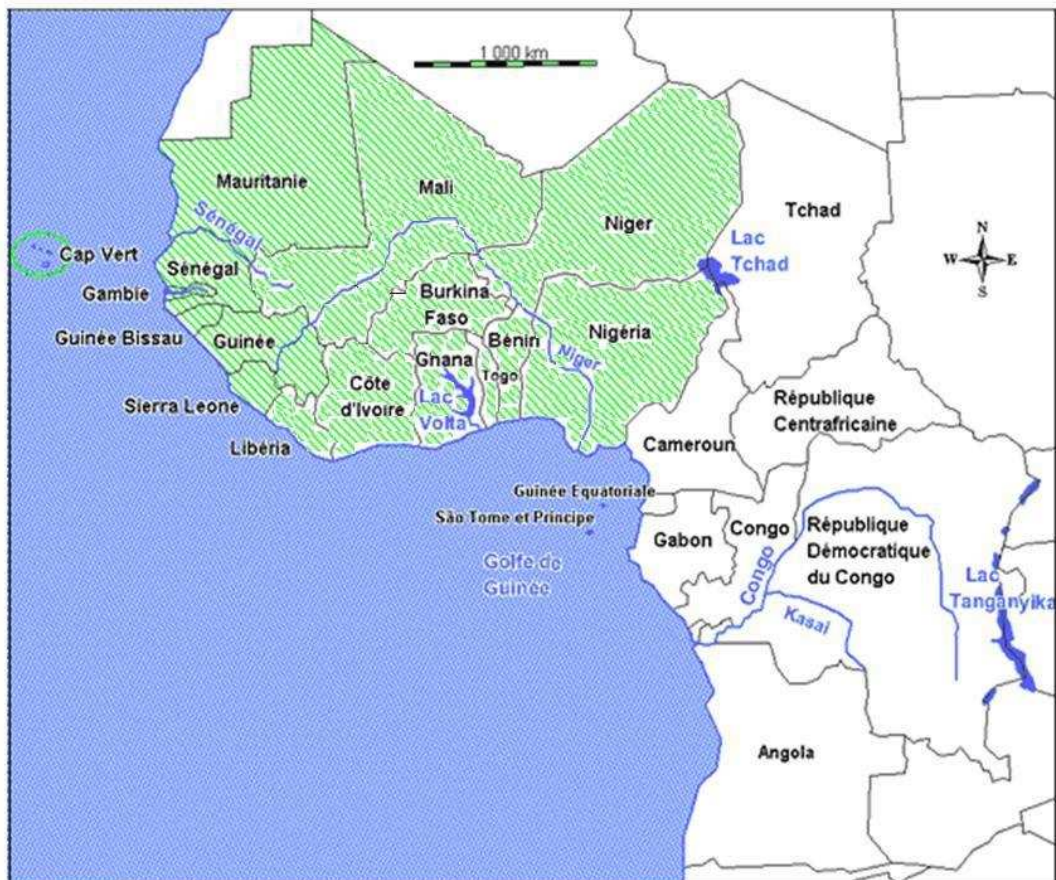 1 000 km
Mauritanie
Mali
Niger
Tchad
Sénégal
Lac
Tchad
N
W
E
S
Cap Vert
Sénégal
Gambie
Burkina
Faso
Guinée Bissau
Guinée
Nigéria
Bénin
Ghana
Niger
Togo
Côte
d'Ivoire
Lac
Volta
Sierra Leone
République
Centrafricaine
Libéria
Cameroun
Guinée Equatoriale
São Tome et Principe
Gabon
Congo
République
Démocratique
du Congo
Golfe de
Guinée
Congo
Lac
Tanganyika
Kasai
Angola